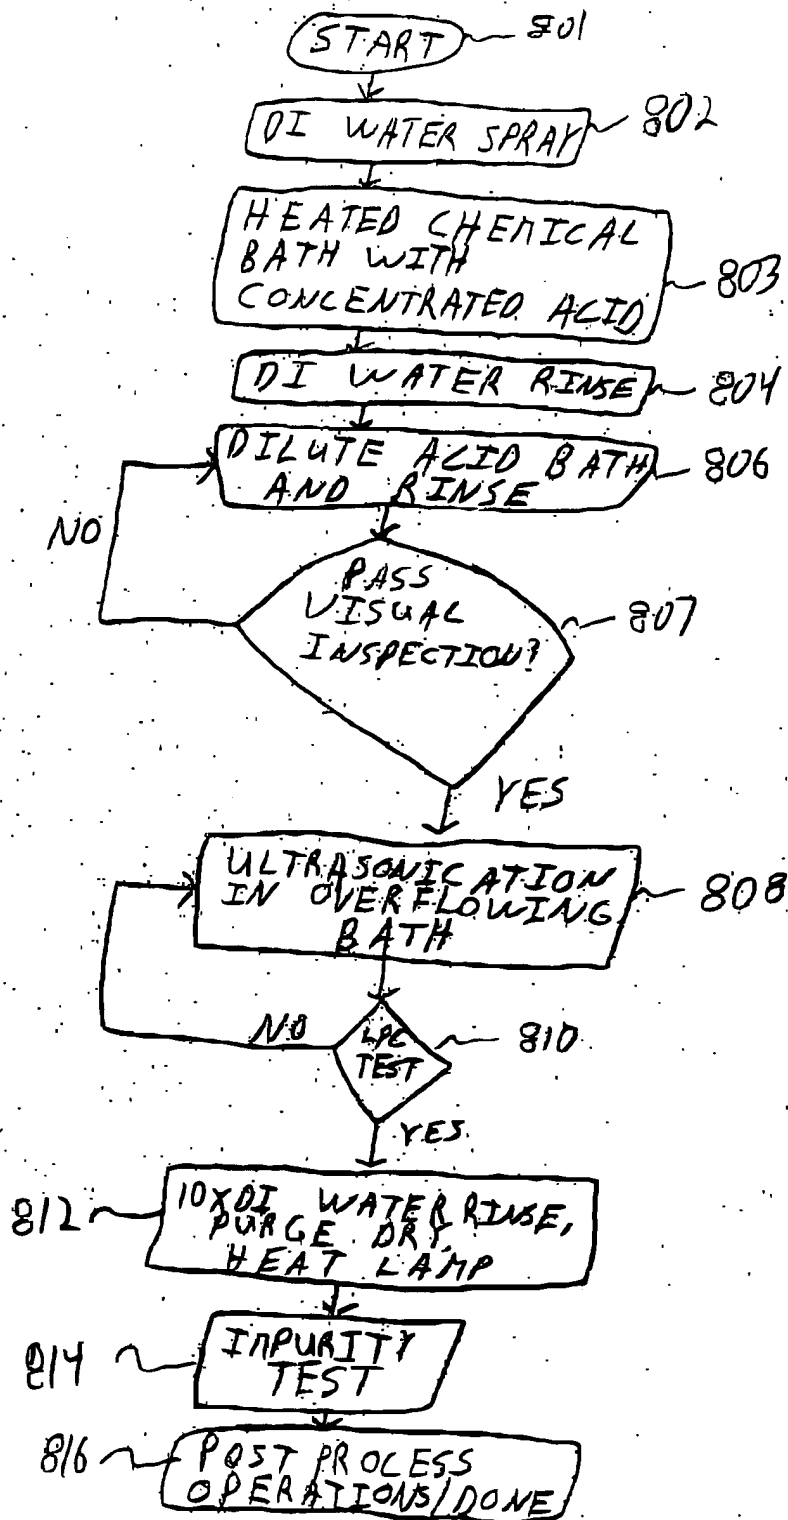 START
801
DI WATER SPRAY
802
HEATED CHEMICAL
BATH WITH
CONCENTRATED ACID
803
DI WATER RINSE
804
DILUTE ACID BATH
AND RINSE
806
NO
PASS
VISUAL
INSPECTION?
807
YES
ULTRASONICATION
IN OVERFLOWING
BATH
808
NO
LPC
TEST
810
YES
812
10XDI WATER RINSE,
PURGE DRY,
HEAT LAMP
814
IMPURITY
TEST
816
POST PROCESS
OPERATIONS/DONE